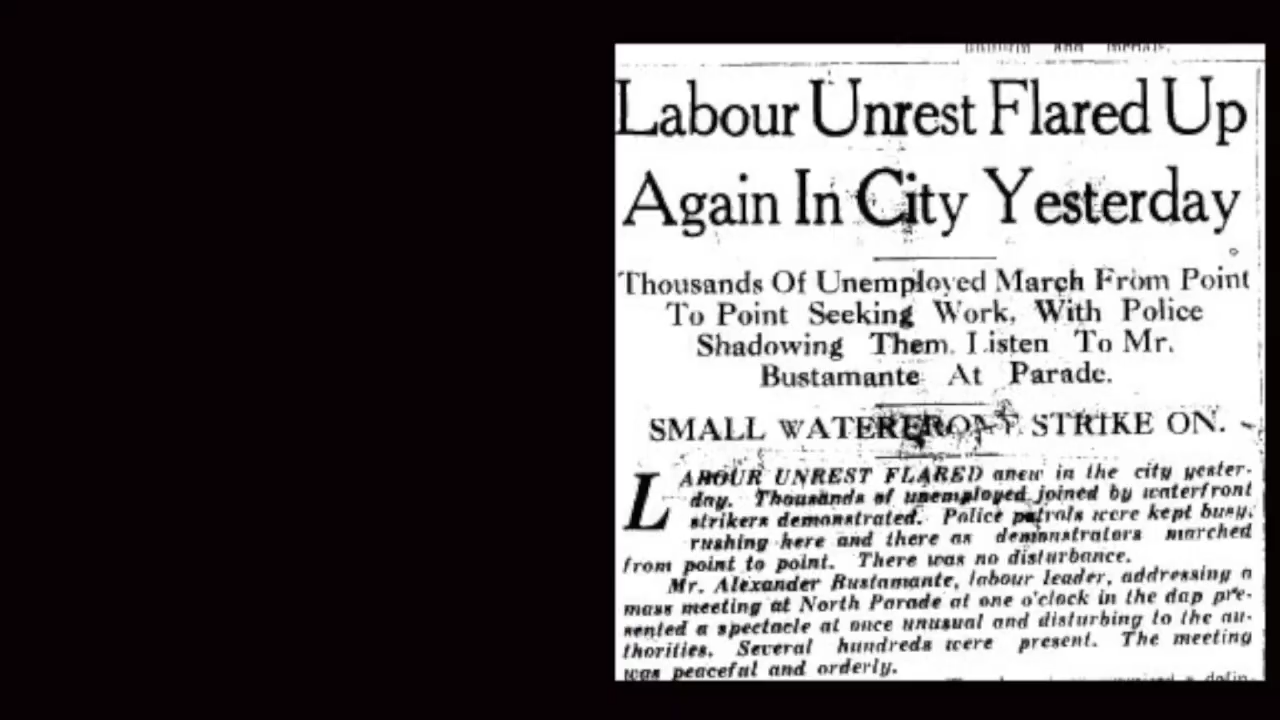 uniform and medals.
Labour Unrest Flared Up
Again In City Yesterday
Thousands Of Unemployed March From Point
To Point Seeking Work, With Police
Shadowing Them. Listen To Mr.
Bustamante At Parade.
SMALL WATERFRONT STRIKE ON.
LABOUR UNREST FLARED anew in the city yester-
day. Thousands of unemployed joined by waterfront
strikers demonstrated. Police patrols were kept busy,
rushing here and there as demonstrators marched
from point to point. There was no disturbance.
Mr. Alexander Bustamante, labour leader, addressing a
mass meeting at North Parade at one o'clock in the day pre-
sented a spectacle at once unusual and disturbing to the au-
thorities. Several hundreds were present. The meeting
was peaceful and orderly.